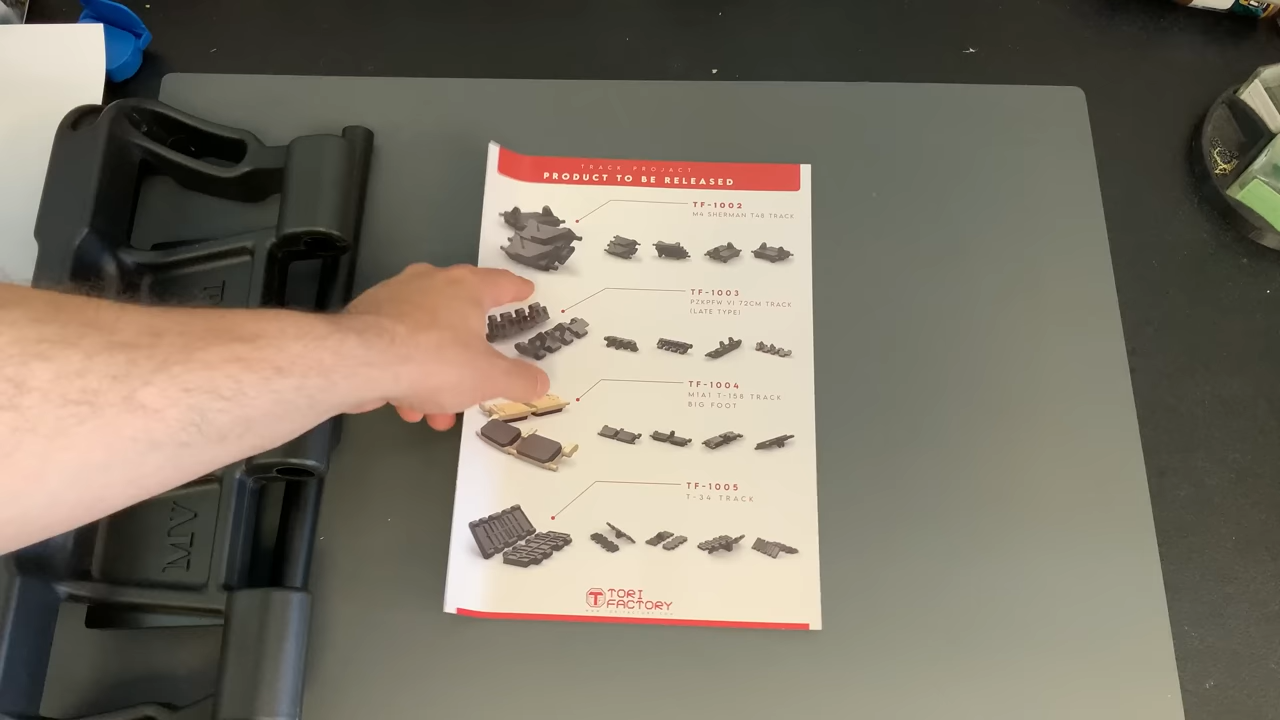 TRACK PROJACT
PRODUCT TO BE RELEASED
TF-1002
M4 SHERMAN T48 TRACK
TF-1003
PZKPFW VI 72CM TRACK
(LATE TYPE)
TF-1004
M1A1 T-158 TRACK
BIG FOOT
TF-1005
T-34 TRACK
TORI
FACTORY